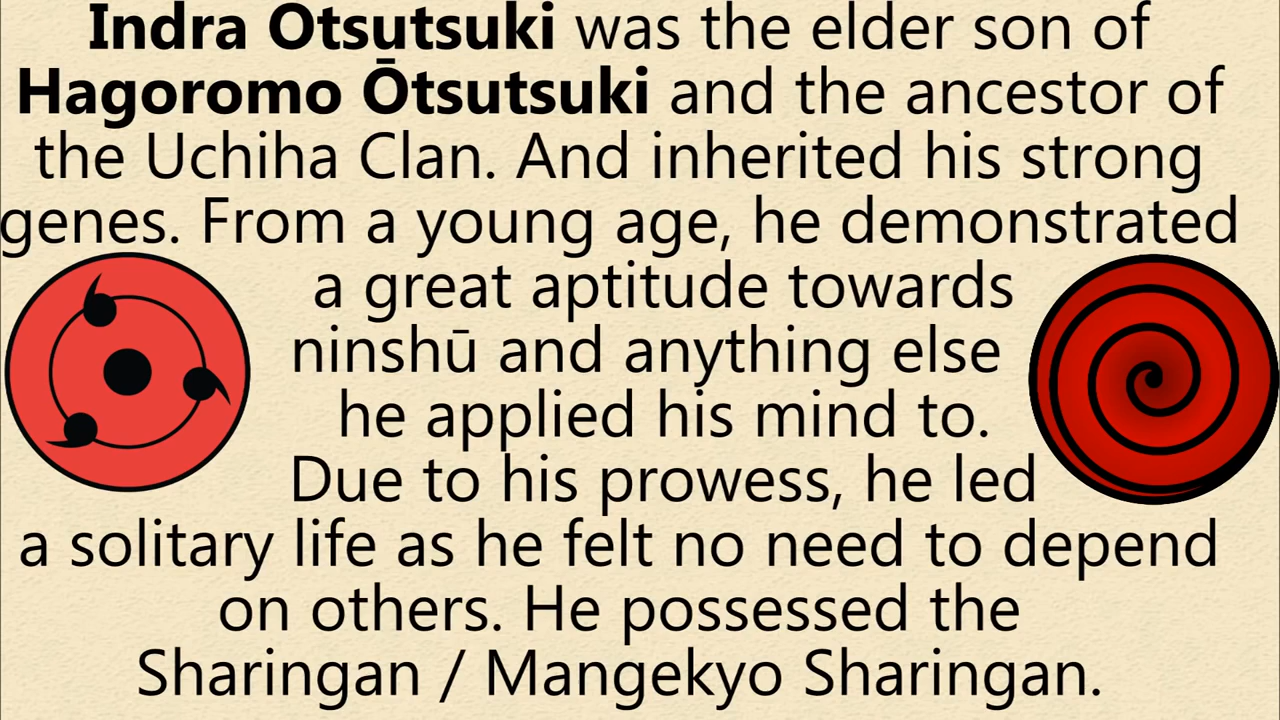 Indra Otsutsuki was the elder son of
Hagoromo Ōtsutsuki and the ancestor of
the Uchiha Clan. And inherited his strong
genes. From a young age, he demonstrated
a great aptitude towards
ninshū and anything else
he applied his mind to.
Due to his prowess, he led
a solitary life as he felt no need to depend
on others. He possessed the
Sharingan / Mangekyo Sharingan.